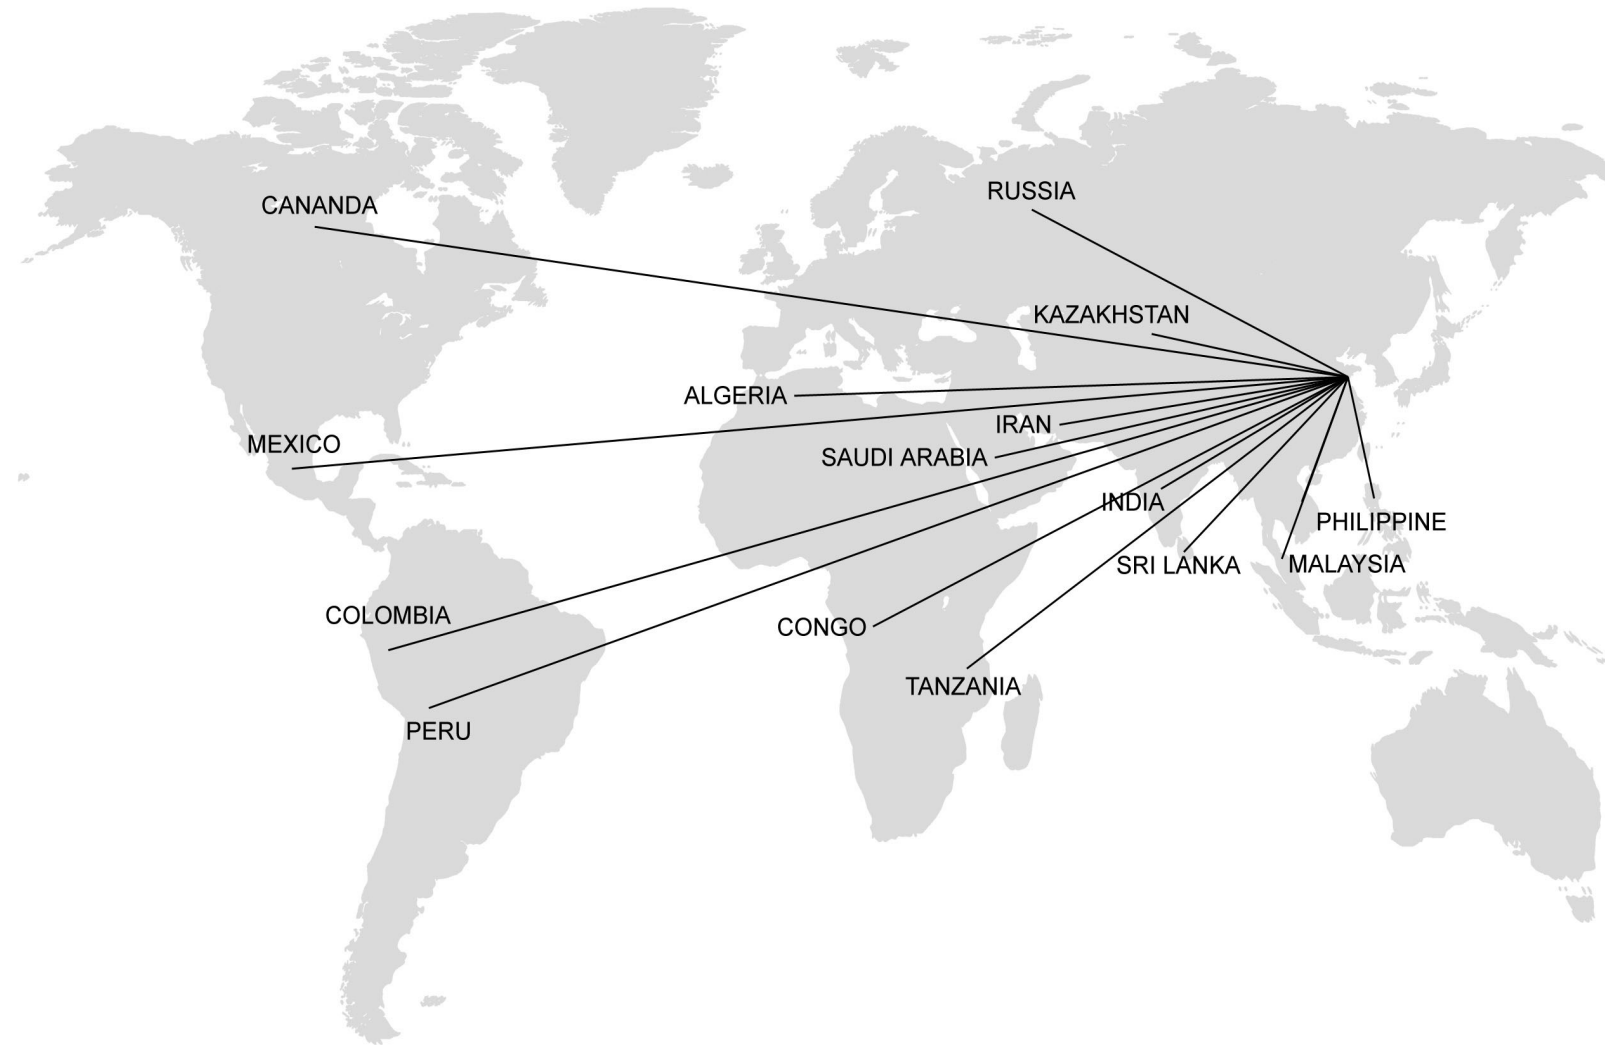 RUSSIA
CANANDA
KAZAKHSTAN
ALGERIA
IRAN
MEXICO
SAUDI ARABIA
INDIA
PHILIPPINE
SRI LANKA
MALAYSIA
COLOMBIA
CONGO
TANZANIA
PERU